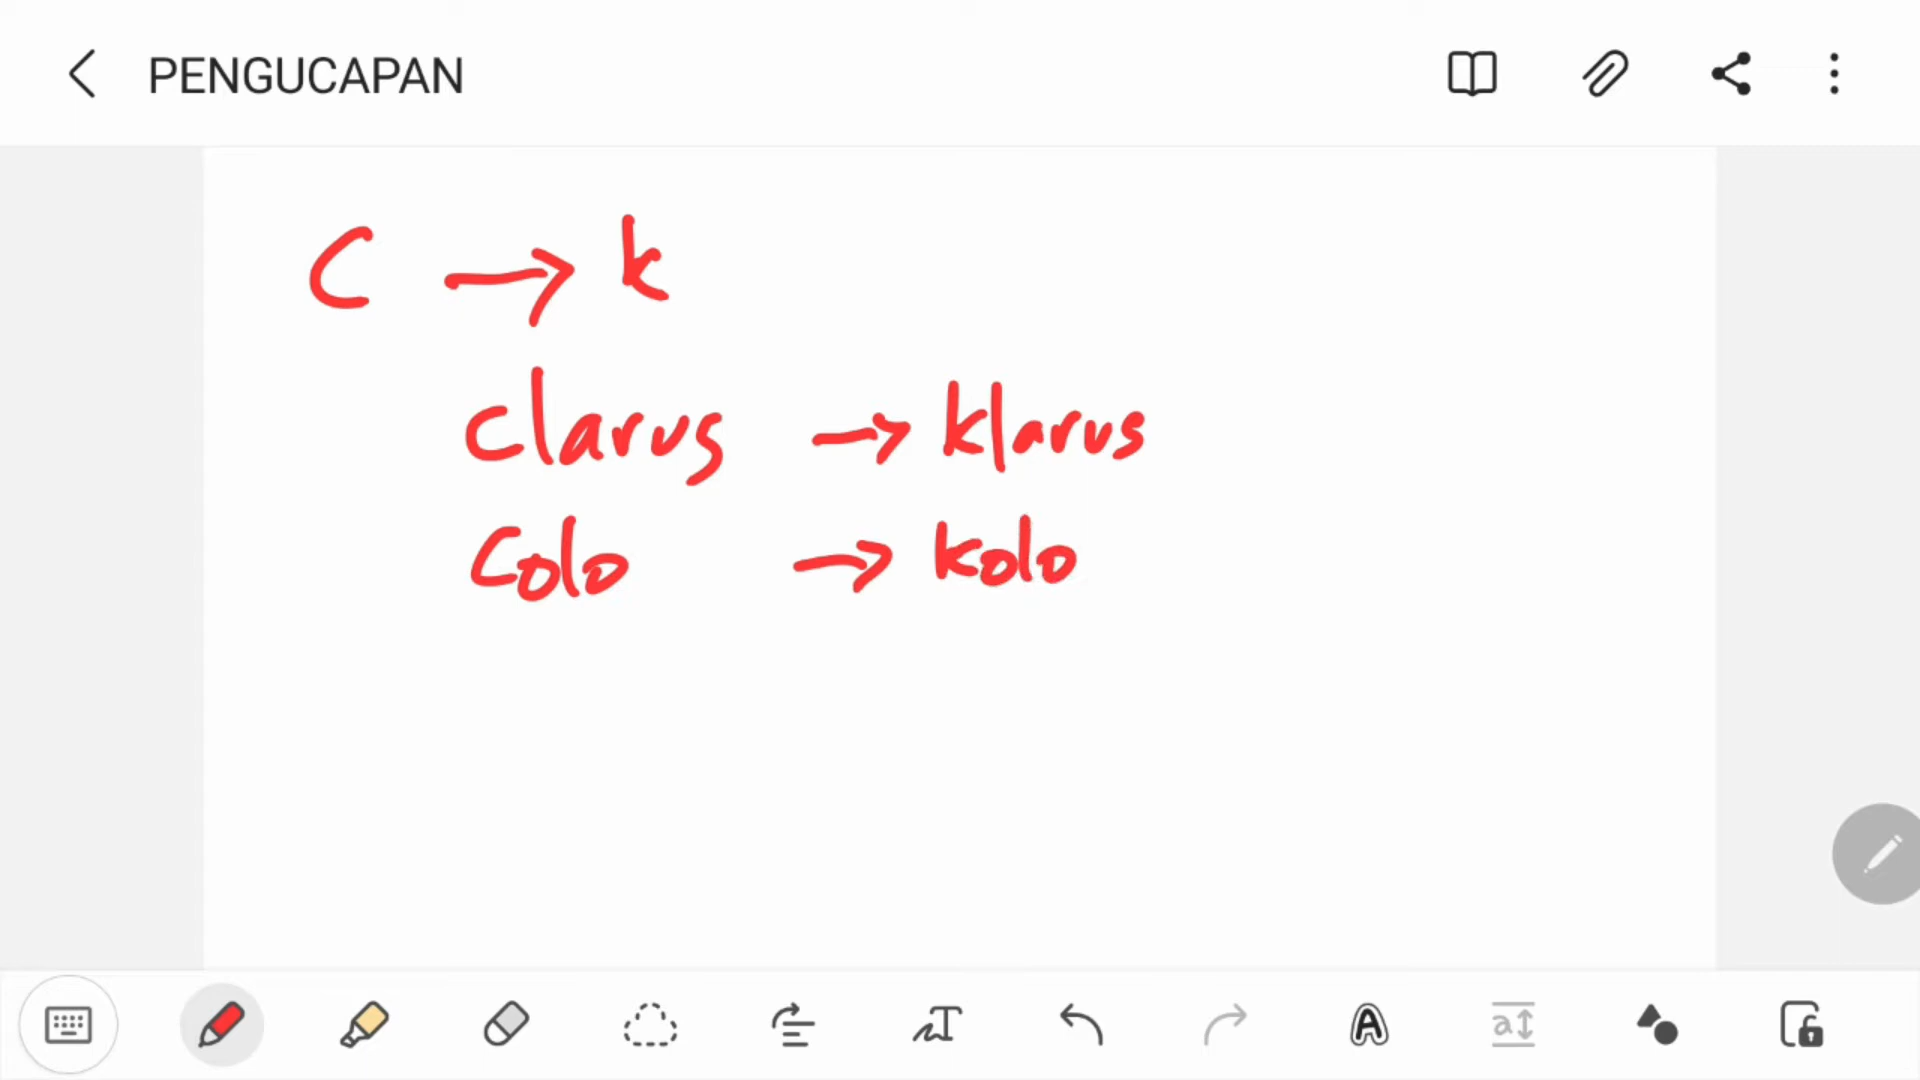 PENGUCAPAN
C → k
clarus → klarus
Colo → kolo